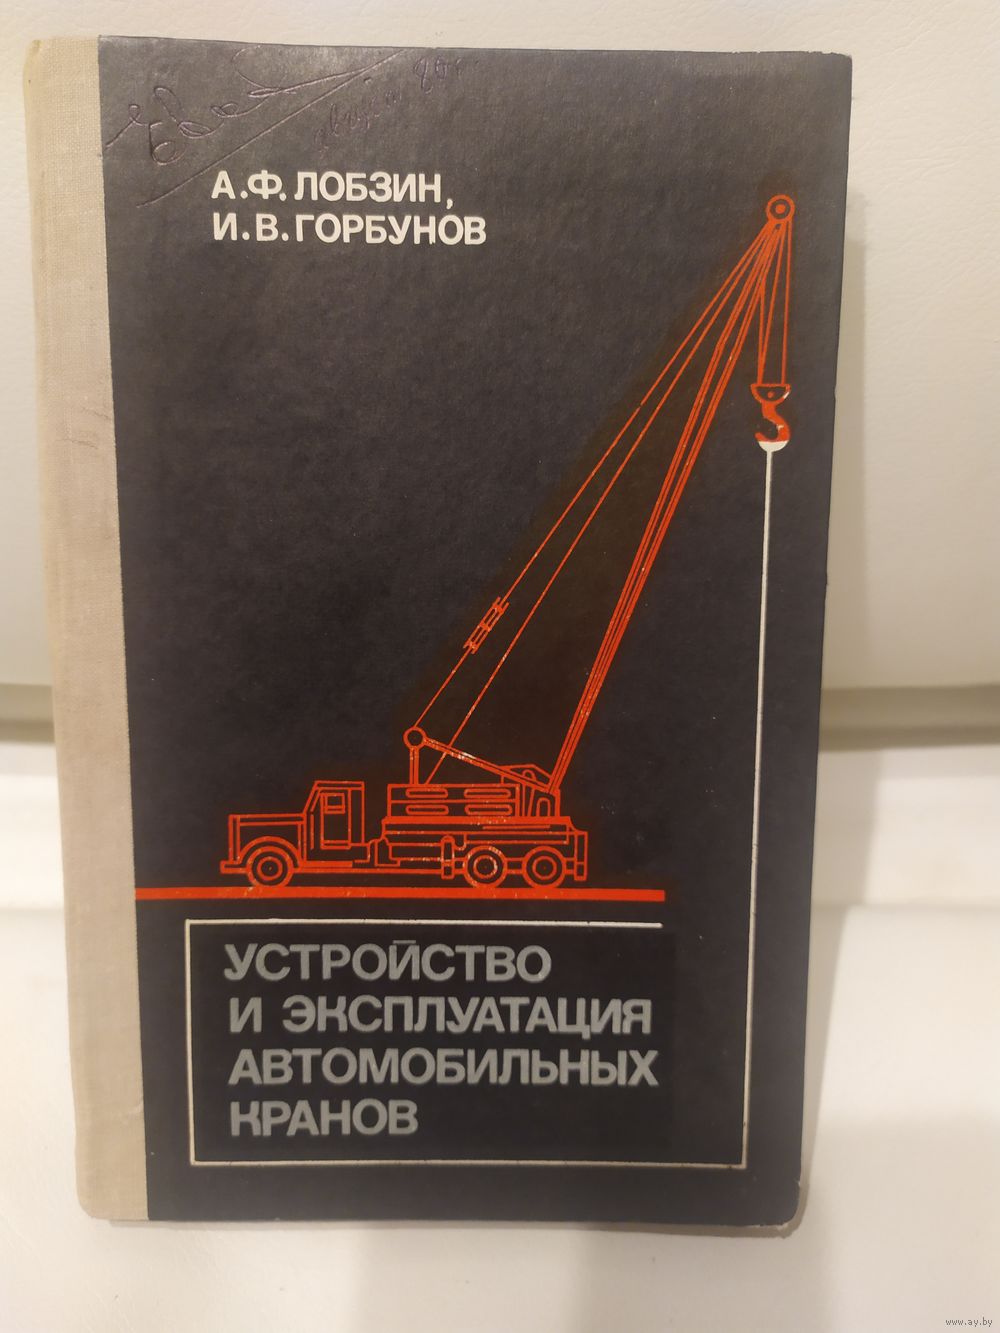 А.Ф. ЛОБЗИН,
И.В. ГОРБУНОВ
УСТРОЙСТВО
И ЭКСПЛУАТАЦИЯ
АВТОМОБИЛЬНЫХ
КРАНОВ
www.ay.by